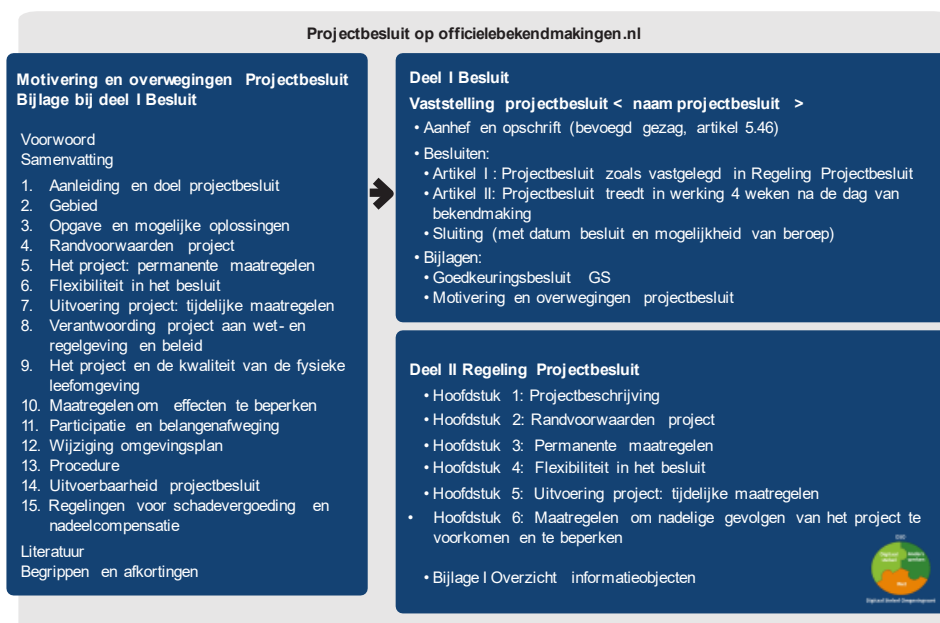 Projectbesluit op officielebekendmakingen.nl
Motivering en overwegingen Projectbesluit
Bijlage bij deel I Besluit
Voorwoord
Samenvatting
1. Aanleiding en doel projectbesluit
2. Gebied
3. Opgave en mogelijke oplossingen
4. Randvoorwaarden project
5. Het project: permanente maatregelen
6. Flexibiliteit in het besluit
7. Uitvoering project: tijdelijke maatregelen
8. Verantwoording project aan wet- en
regelgeving en beleid
9. Het project en de kwaliteit van de fysieke
leefomgeving
10. Maatregelen om effecten te beperken
11. Participatie en belangenafweging
12. Wijziging omgevingsplan
13. Procedure
14. Uitvoerbaarheid projectbesluit
15. Regelingen voor schadevergoeding en
nadeelcompensatie
Literatuur
Begrippen en afkortingen
Deel I Besluit
Vaststelling projectbesluit < naam projectbesluit >
• Aanhef en opschrift (bevoegd gezag, artikel 5.46)
• Besluiten:
• Artikel I : Projectbesluit zoals vastgelegd in Regeling Projectbesluit
• Artikel II: Projectbesluit treedt in werking 4 weken na de dag van
bekendmaking
• Sluiting (met datum besluit en mogelijkheid van beroep)
• Bijlagen:
• Goedkeuringsbesluit GS
• Motivering en overwegingen projectbesluit
Deel II Regeling Projectbesluit
• Hoofdstuk 1: Projectbeschrijving
• Hoofdstuk 2: Randvoorwaarden project
• Hoofdstuk 3: Permanente maatregelen
• Hoofdstuk 4: Flexibiliteit in het besluit
• Hoofdstuk 5: Uitvoering project: tijdelijke maatregelen
• Hoofdstuk 6: Maatregelen om nadelige gevolgen van het project te
voorkomen en te beperken
• Bijlage I Overzicht informatieobjecten